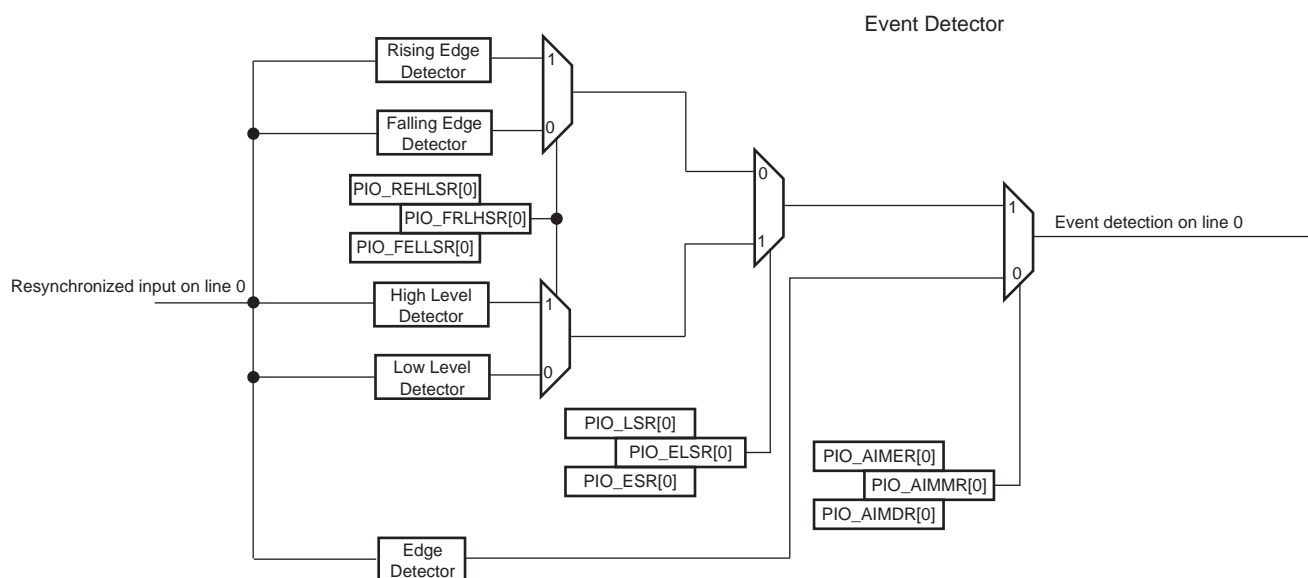 Event Detector
Rising Edge
Detector
1
Falling Edge
Detector
0
PIO_REHLSR[0]
PIO_FRLHSR[0]
PIO_FELLSR[0]
0
1
1
Event detection on line 0
0
Resynchronized input on line 0
High Level
Detector
1
Low Level
Detector
0
PIO_LSR[0]
PIO_ELSR[0]
PIO_ESR[0]
PIO_AIMER[0]
PIO_AIMMR[0]
PIO_AIMDR[0]
Edge
Detector